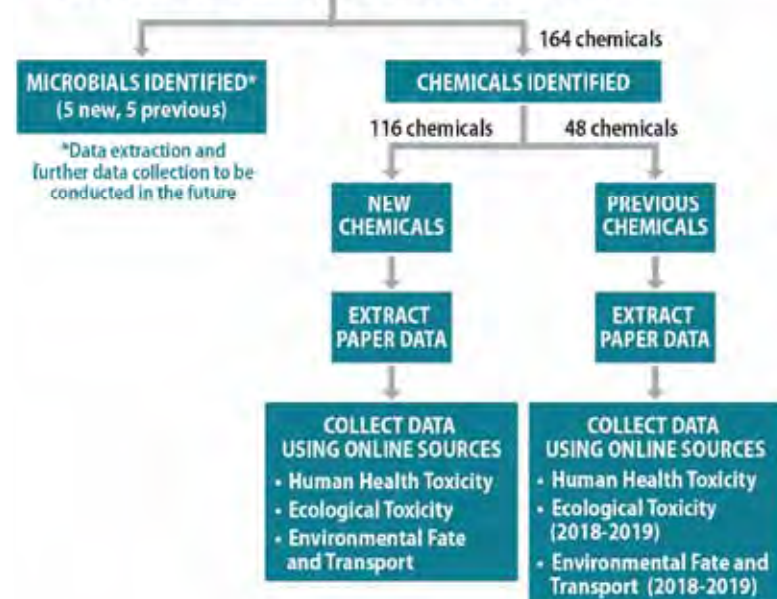 164 chemicals
MICROBIALS IDENTIFIED*
(5 new, 5 previous)
*Data extraction and
further data collection to be
conducted in the future
CHEMICALS IDENTIFIED
116 chemicals
48 chemicals
NEW
CHEMICALS
PREVIOUS
CHEMICALS
EXTRACT
PAPER DATA
EXTRACT
PAPER DATA
COLLECT DATA
USING ONLINE SOURCES
• Human Health Toxicity
• Ecological Toxicity
• Environmental Fate
and Transport
COLLECT DATA
USING ONLINE SOURCES
• Human Health Toxicity
• Ecological Toxicity
(2018-2019)
• Environmental Fate and
Transport (2018-2019)